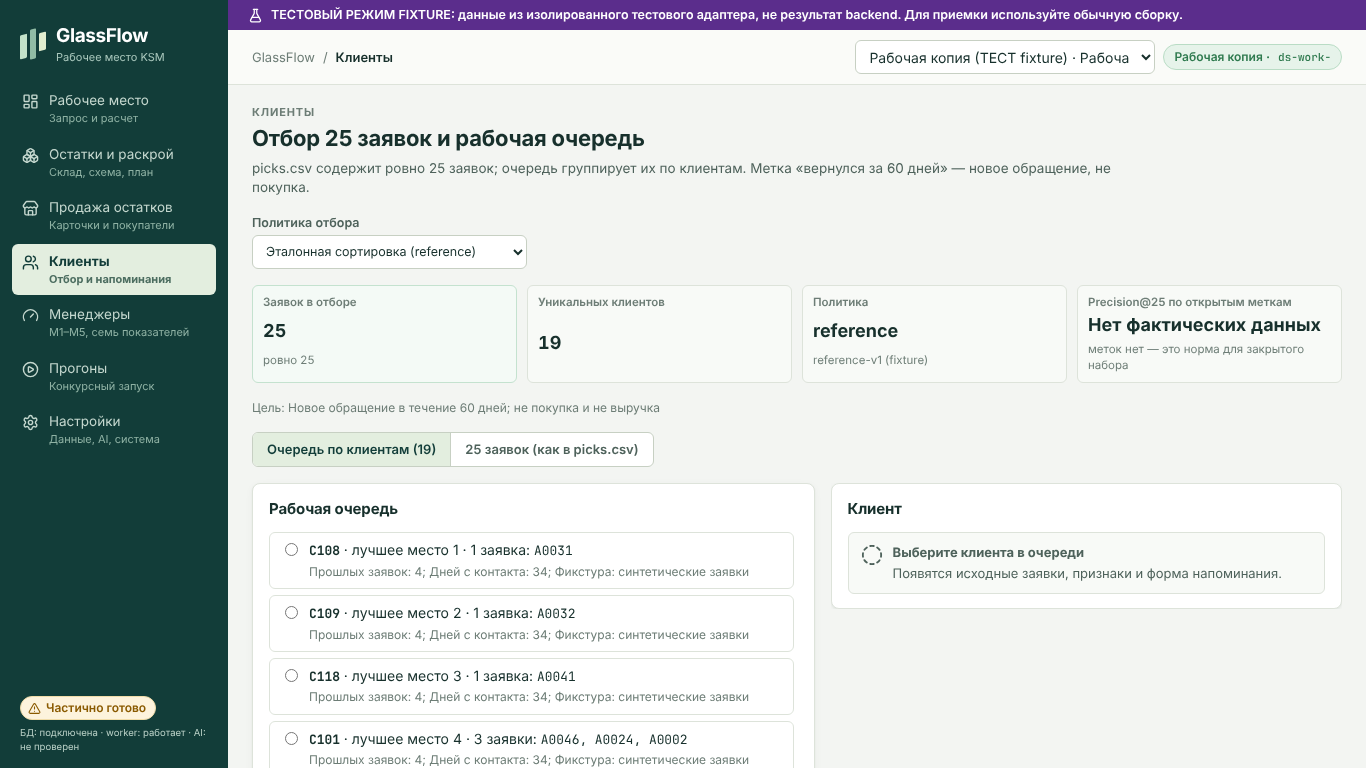 ТЕСТОВЫЙ РЕЖИМ FIXTURE: данные из изолированного тестового адаптера, не результат backend. Для приемки используйте обычную сборку.
GlassFlow
Рабочее место KSM
Рабочее место
Запрос и расчет
Остатки и раскрой
Склад, схема, план
Продажа остатков
Карточки и покупатели
Клиенты
Отбор и напоминания
Менеджеры
M1–M5, семь показателей
Прогоны
Конкурсный запуск
Настройки
Данные, AI, система
Частично готово
БД: подключена · worker: работает · AI:
не проверен
GlassFlow / Клиенты
Рабочая копия (ТЕСТ fixture) · Рабоча
Рабочая копия · ds-work-
КЛИЕНТЫ
Отбор 25 заявок и рабочая очередь
picks.csv содержит ровно 25 заявок; очередь группирует их по клиентам. Метка «вернулся за 60 дней» — новое обращение, не
покупка.
Политика отбора
Эталонная сортировка (reference)
Заявок в отборе
25
ровно 25
Уникальных клиентов
19
Политика
reference
reference-v1 (fixture)
Precision@25 по открытым меткам
Нет фактических данных
меток нет — это норма для закрытого
набора
Цель: Новое обращение в течение 60 дней; не покупка и не выручка
Очередь по клиентам (19)
25 заявок (как в picks.csv)
Рабочая очередь
C108 · лучшее место 1 · 1 заявка: A0031
Прошлых заявок: 4; Дней с контакта: 34; Фикстура: синтетические заявки
C109 · лучшее место 2 · 1 заявка: A0032
Прошлых заявок: 4; Дней с контакта: 34; Фикстура: синтетические заявки
C118 · лучшее место 3 · 1 заявка: A0041
Прошлых заявок: 4; Дней с контакта: 34; Фикстура: синтетические заявки
C101 · лучшее место 4 · 3 заявки: A0046, A0024, A0002
Прошлых заявок: 4; Дней с контакта: 34; Фикстура: синтетические заявки
Клиент
Выберите клиента в очереди
Появятся исходные заявки, признаки и форма напоминания.